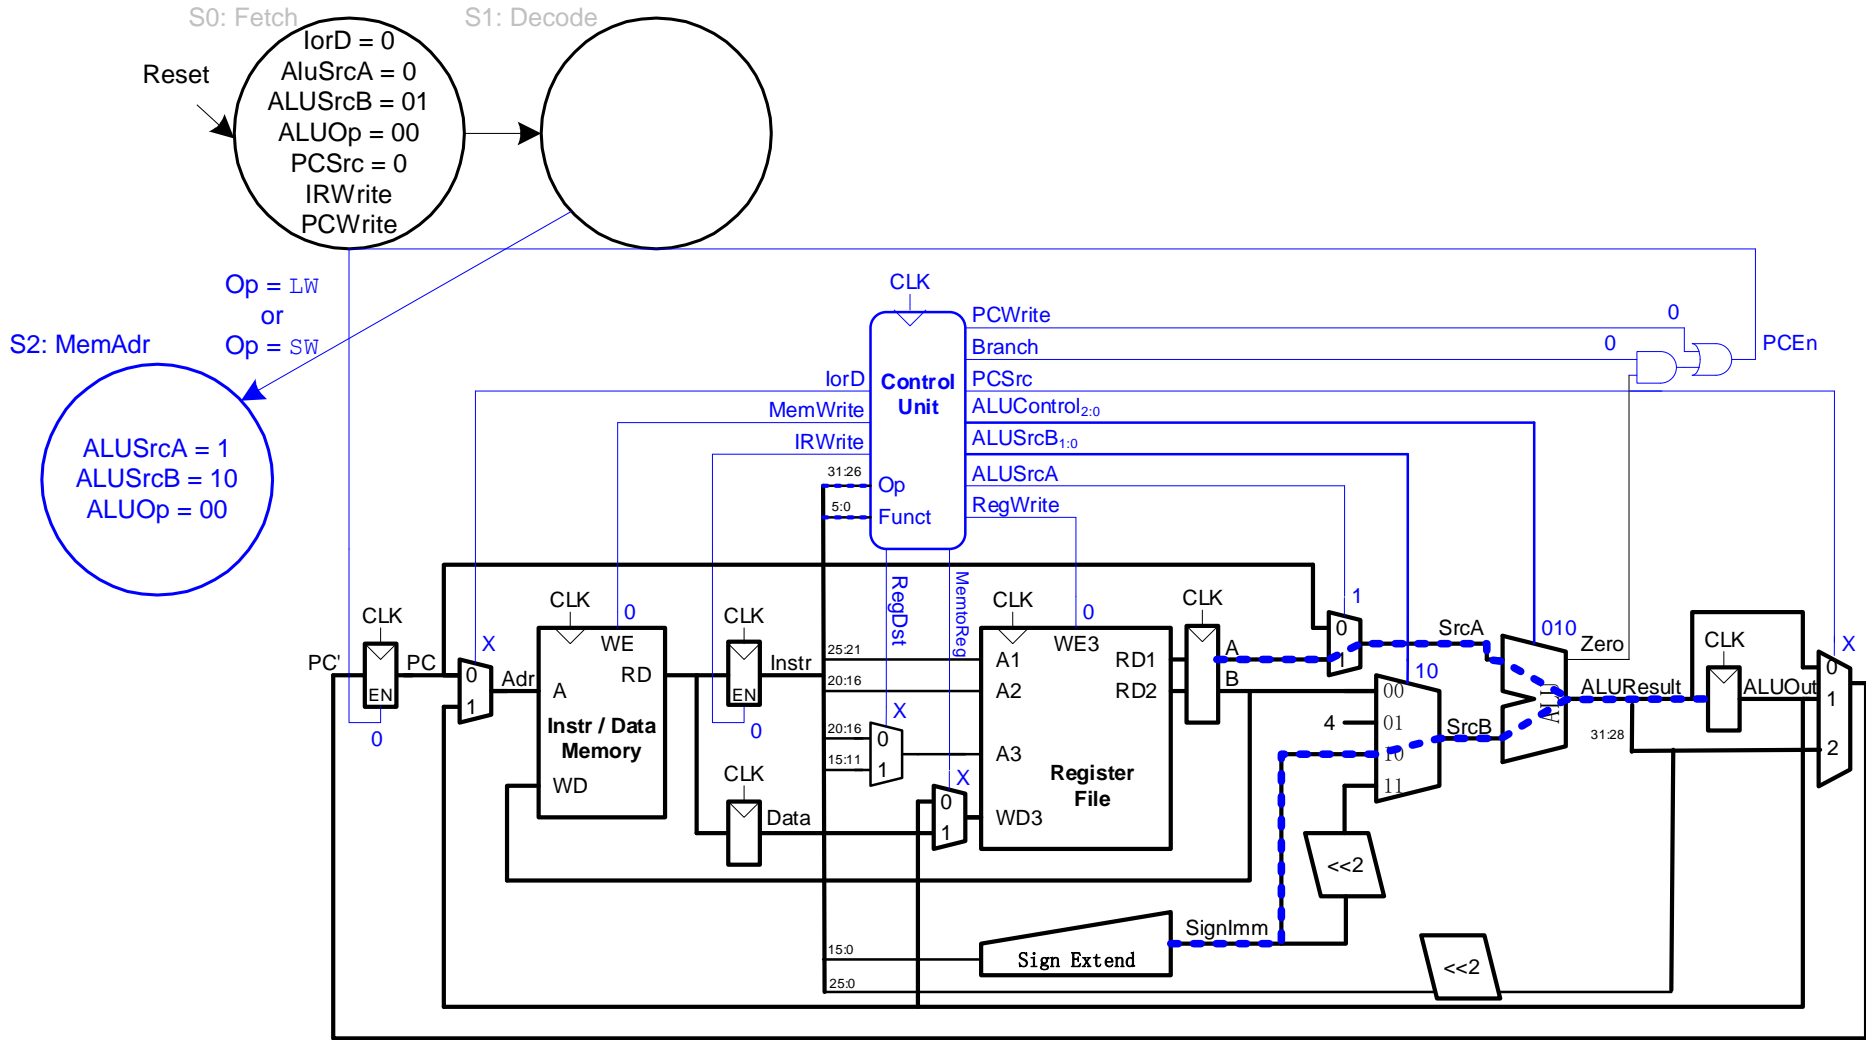 S0: Fetch
S1: Decode
Reset
IorD = 0
AluSrcA = 0
ALUSrcB = 01
ALUOp = 00
PCSrc = 0
IRWrite
PCWrite
Op = LW
or
Op = SW
S2: MemAdr
ALUSrcA = 1
ALUSrcB = 10
ALUOp = 00
CLK
PCWrite
0
Branch
0
PCEn
IorD
Control
Unit
PCSrc
MemWrite
ALUControl2:0
IRWrite
ALUSrcB1:0
31:26
Op
ALUSrcA
5:0
Funct
RegWrite
RegDst
MemtoReg
CLK
PC'
EN
0
PC
X
0
1
Adr
CLK
0
WE
A
RD
Instr / Data
Memory
WD
CLK
EN
0
Instr
CLK
Data
25:21
20:16
20:16
15:11
X
0
1
X
0
1
CLK
0
WE3
A1
RD1
A2
RD2
A3
Register
File
WD3
CLK
A
B
1
0
1
SrcA
10
00
4
01
10
11
SrcB
010
ALU
Zero
ALUResult
31:28
CLK
ALUOut
X
0
1
2
<<2
SignImm
15:0
Sign Extend
25:0
<<2